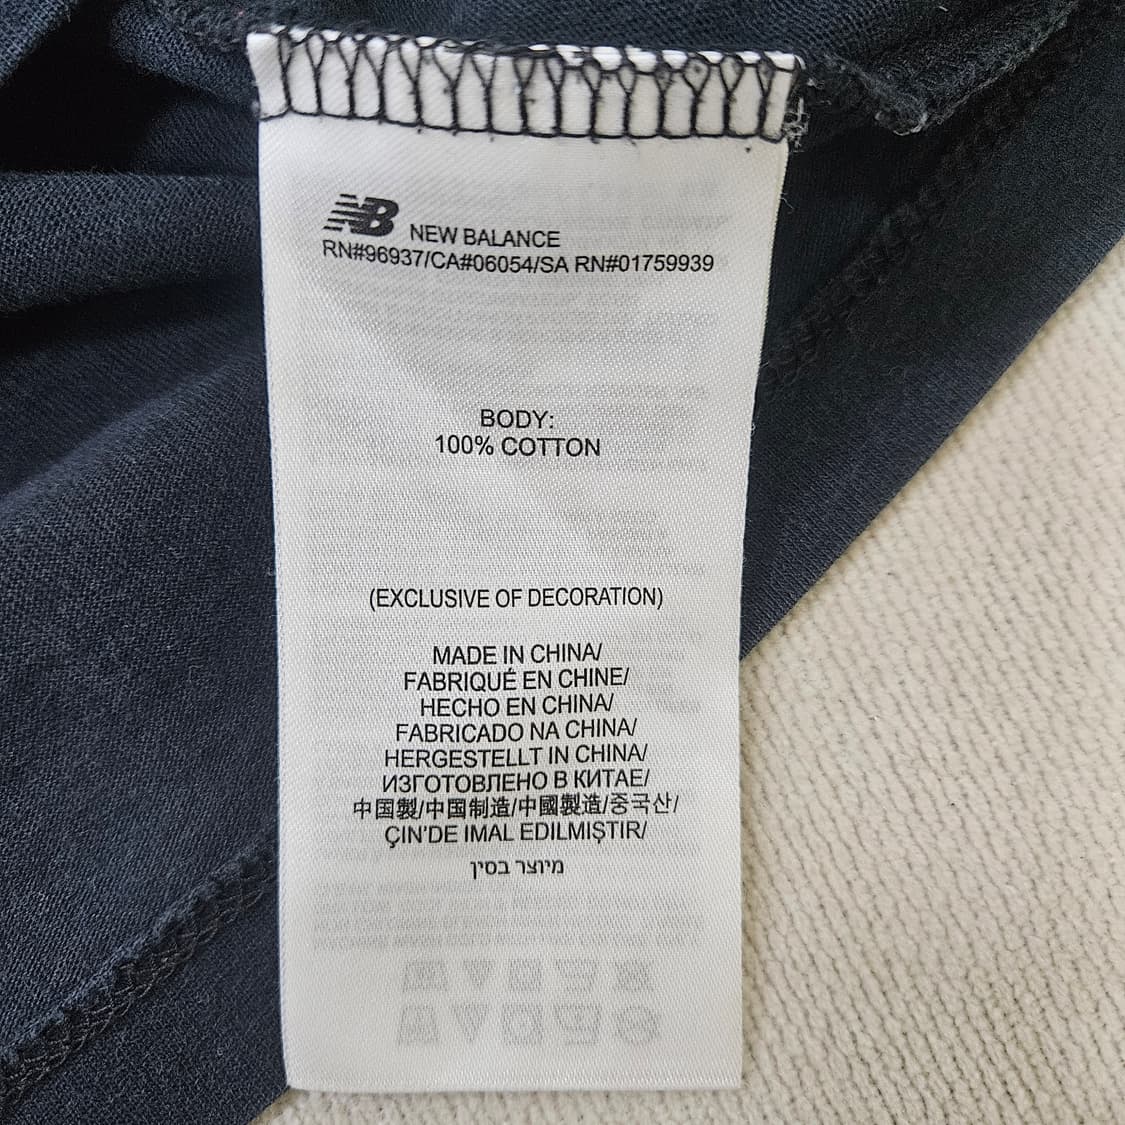 NB NEW BALANCE
RN#96937/CA#06054/SA RN#01759939
BODY:
100% COTTON
(EXCLUSIVE OF DECORATION)
MADE IN CHINA/
FABRIQUÉ EN CHINE/
HECHO EN CHINA/
FABRICADO NA CHINA/
HERGESTELLT IN CHINA/
ИЗГОТОВЛЕНО В КИТАЕ/
中国製/中国制造/中國製造/중국산/
ÇIN'DE IMAL EDILMIŞTIR/
מיוצר בסין